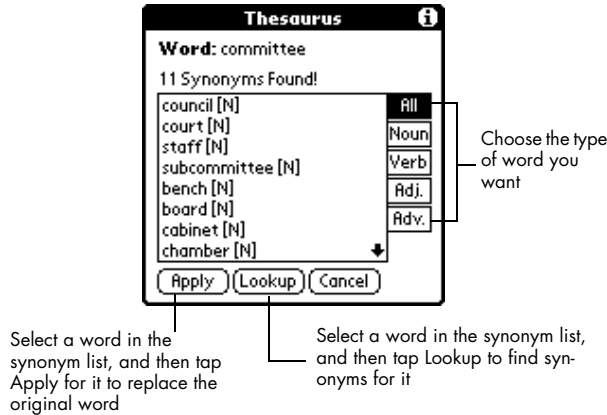 Thesaurus
Word: committee
11 Synonyms Found!
council [N]
court [N]
staff [N]
subcommittee [N]
bench [N]
board [N]
cabinet [N]
chamber [N]
All
Noun
Verb
Adj.
Adv.
Choose the type
of word you
want
Apply
Lookup
Cancel
Select a word in the
synonym list, and then tap
Apply for it to replace the
original word
Select a word in the synonym list,
and then tap Lookup to find syn-
onyms for it